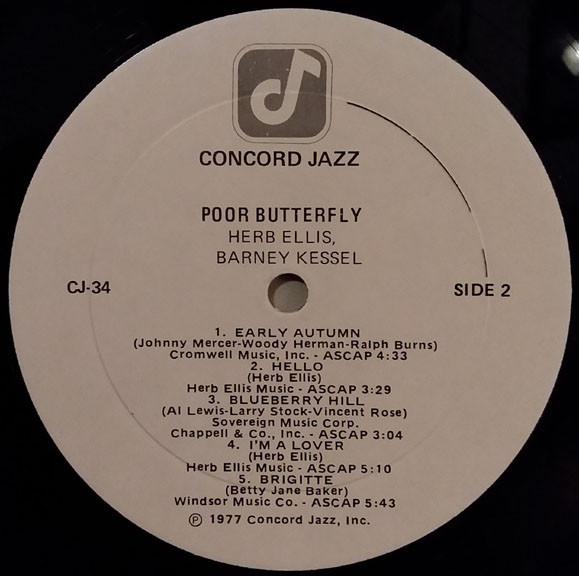 CONCORD JAZZ
POOR BUTTERFLY
HERB ELLIS,
BARNEY KESSEL
CJ-34
SIDE 2
1. EARLY AUTUMN
(Johnny Mercer-Woody Herman-Ralph Burns)
Cromwell Music, Inc. - ASCAP 4:33
2. HELLO
(Herb Ellis)
Herb Ellis Music - ASCAP 3:29
3. BLUEBERRY HILL
(Al Lewis-Larry Stock-Vincent Rose)
Sovereign Music Corp.
Chappell & Co., Inc. - ASCAP 3:04
4. I'M A LOVER
(Herb Ellis)
Herb Ellis Music - ASCAP 5:10
5. BRIGITTE
(Betty Jane Baker)
Windsor Music Co. - ASCAP 5:43
℗ 1977 Concord Jazz, Inc.